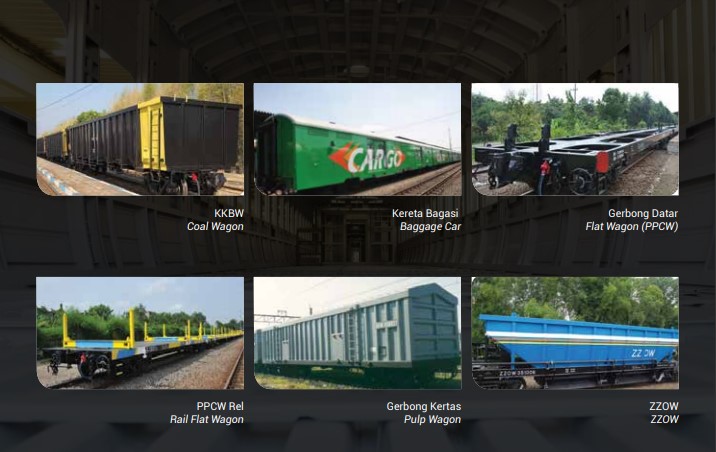 CARGO
KKBW
Coal Wagon
Kereta Bagasi
Baggage Car
Gerbong Datar
Flat Wagon (PPCW)
ZZOW
PPCW Rel
Rail Flat Wagon
Gerbong Kertas
Pulp Wagon
ZZOW
ZZOW